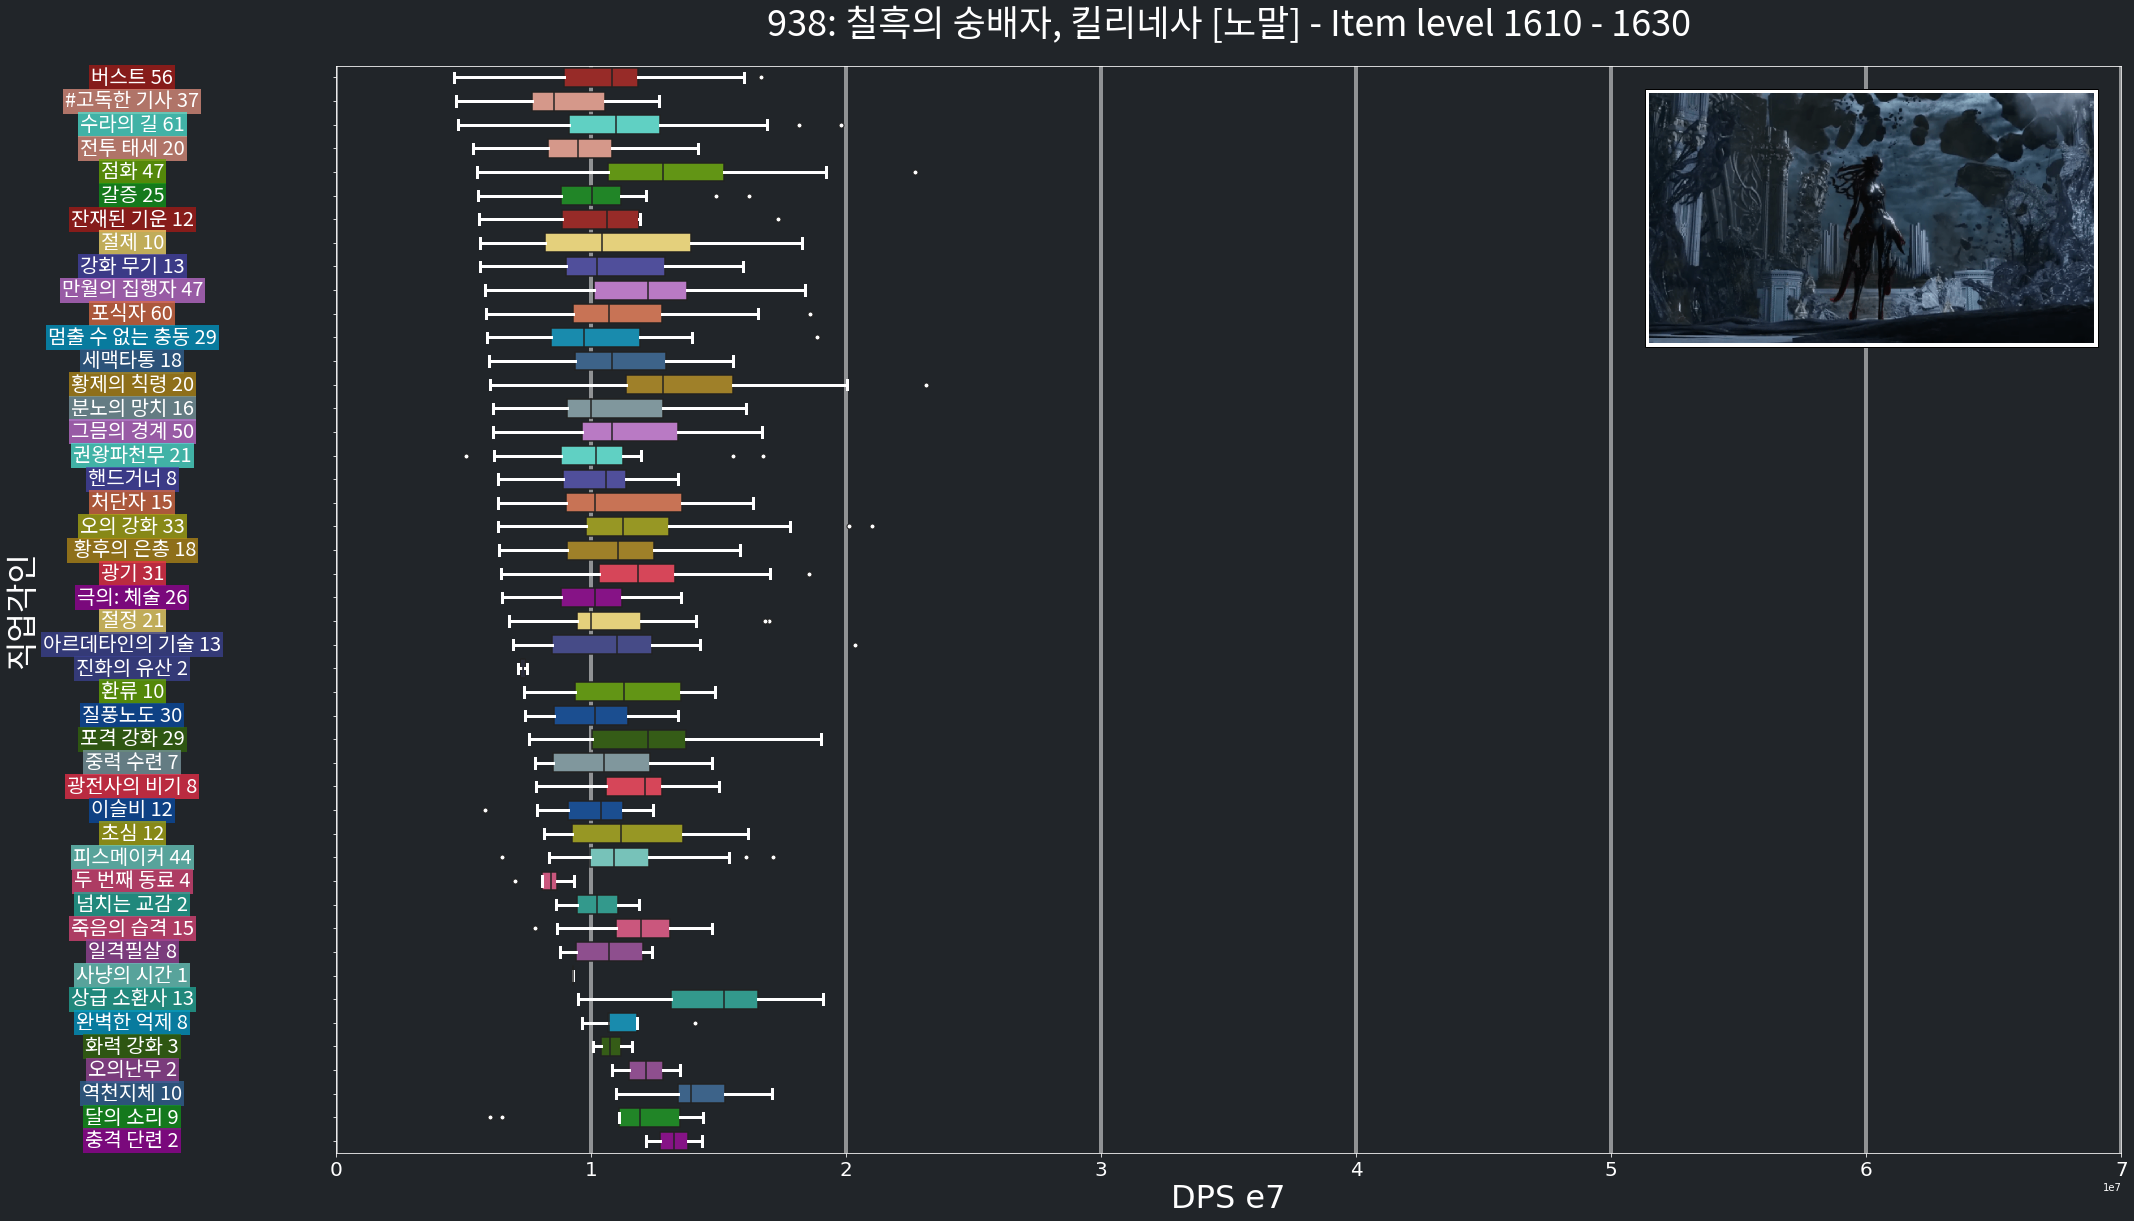 938: 칠흑의 숭배자, 킬리네사 [노말] - Item level 1610 - 1630
버스트 56
#고독한 기사 37
수라의 길 61
전투 태세 20
점화 47
갈증 25
잔재된 기운 12
절제 10
강화 무기 13
만월의 집행자 47
포식자 60
멈출 수 없는 충동 29
세맥타통 18
황제의 칙령 20
분노의 망치 16
그믐의 경계 50
권왕파천무 21
핸드거너 8
처단자 15
오의 강화 33
황후의 은총 18
광기 31
극의: 체술 26
절정 21
아르데타인의 기술 13
진화의 유산 2
환류 10
질풍노도 30
포격 강화 29
중력 수련 7
광전사의 비기 8
이슬비 12
초심 12
피스메이커 44
두 번째 동료 4
넘치는 교감 2
죽음의 습격 15
일격필살 8
사냥의 시간 1
상급 소환사 13
완벽한 억제 8
화력 강화 3
오의난무 2
역천지체 10
달의 소리 9
충격 단련 2
직업각인
0 1 2 3 4 5 6 7
1e7
DPS e7